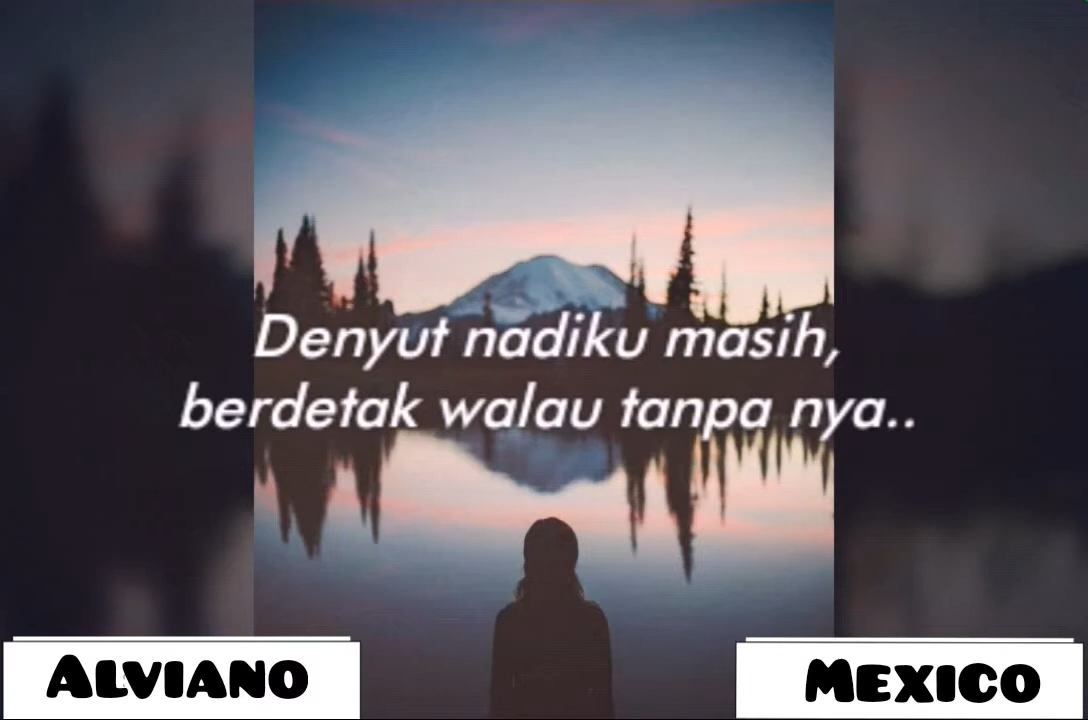 Denyut nadiku masih,
berdetak walau tanpa nya..
ALVIANO
MEXICO